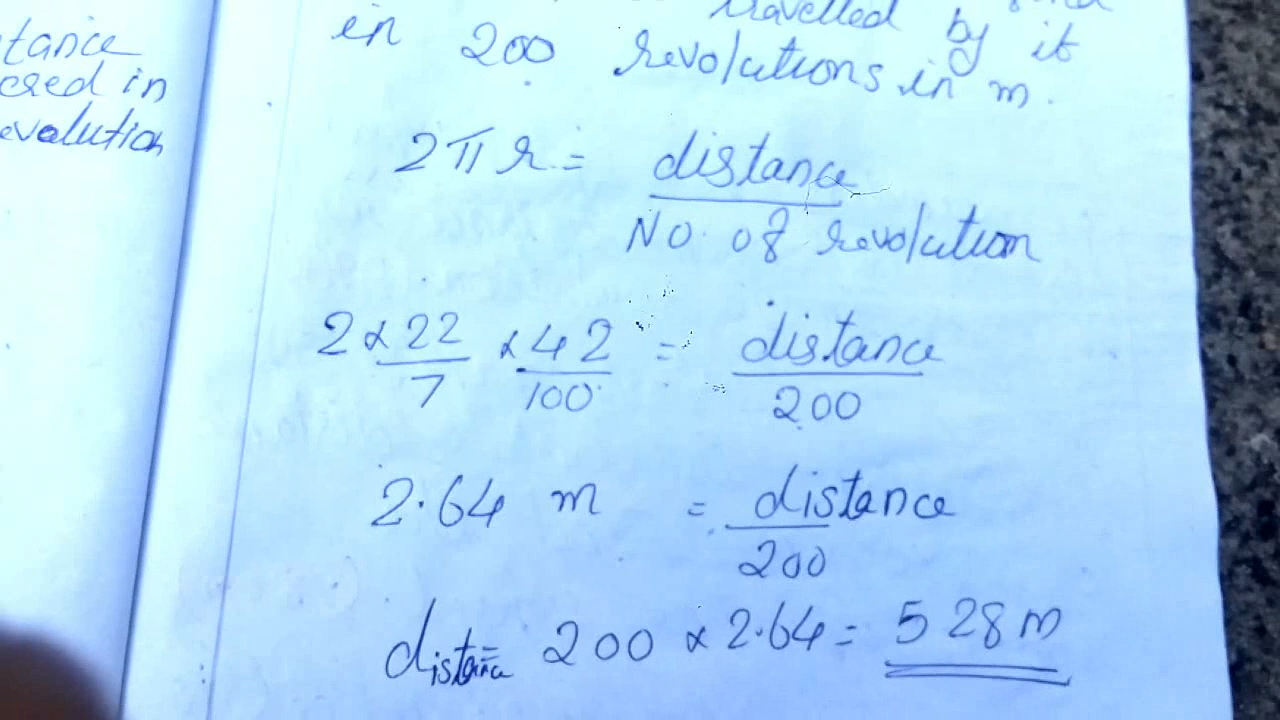 tance
ered in
evolution
travelled by it
in 200 revolutions in m.
2πr = distance
No. of revolution
2 × 22 × 42 = distance
7 100 200
2.64 m = distance
200
distance = 200 × 2.64 = 528 m